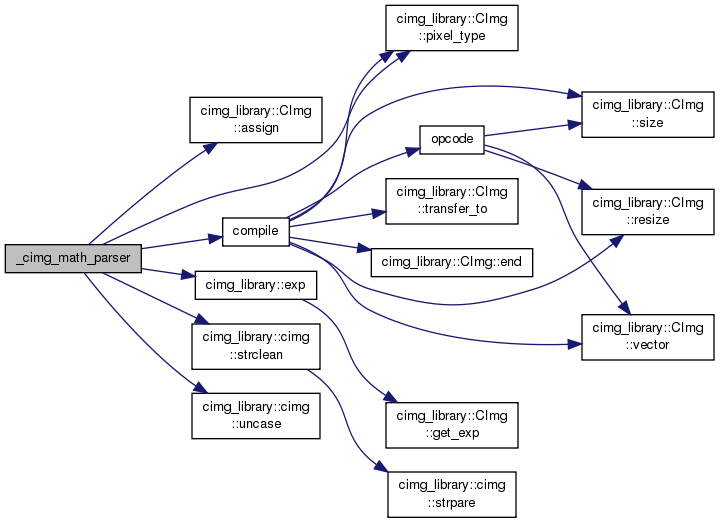 _cimg_math_parser
cimg_library::CImg
::assign
compile
cimg_library::exp
cimg_library::cimg
::strclean
cimg_library::cimg
::uncase
cimg_library::CImg
::pixel_type
opcode
cimg_library::CImg
::transfer_to
cimg_library::CImg::end
cimg_library::CImg
::get_exp
cimg_library::cimg
::strpare
cimg_library::CImg
::size
cimg_library::CImg
::resize
cimg_library::CImg
::vector